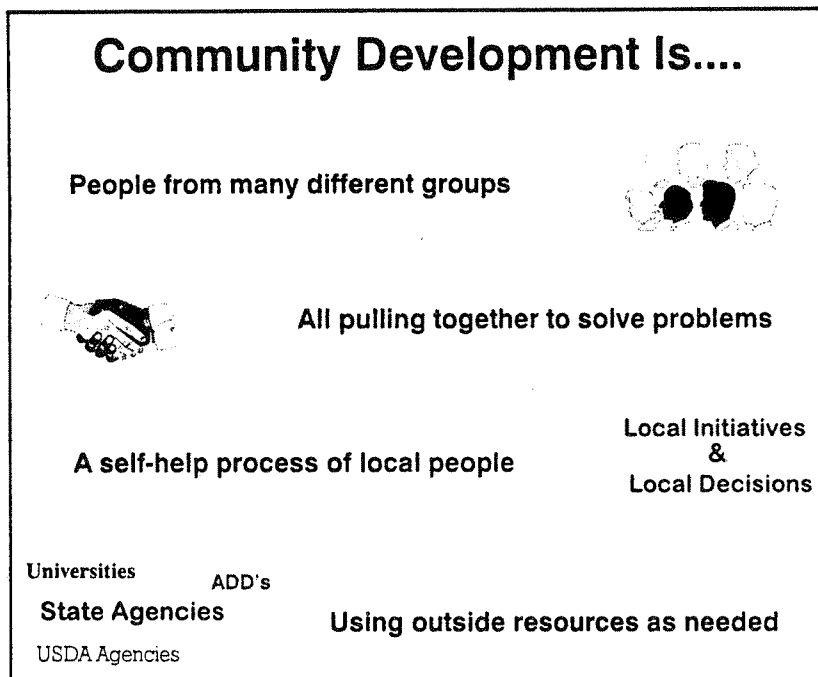 Community Development Is....
People from many different groups
All pulling together to solve problems
A self-help process of local people
Local Initiatives
&
Local Decisions
Universities
ADD's
State Agencies
USDA Agencies
Using outside resources as needed